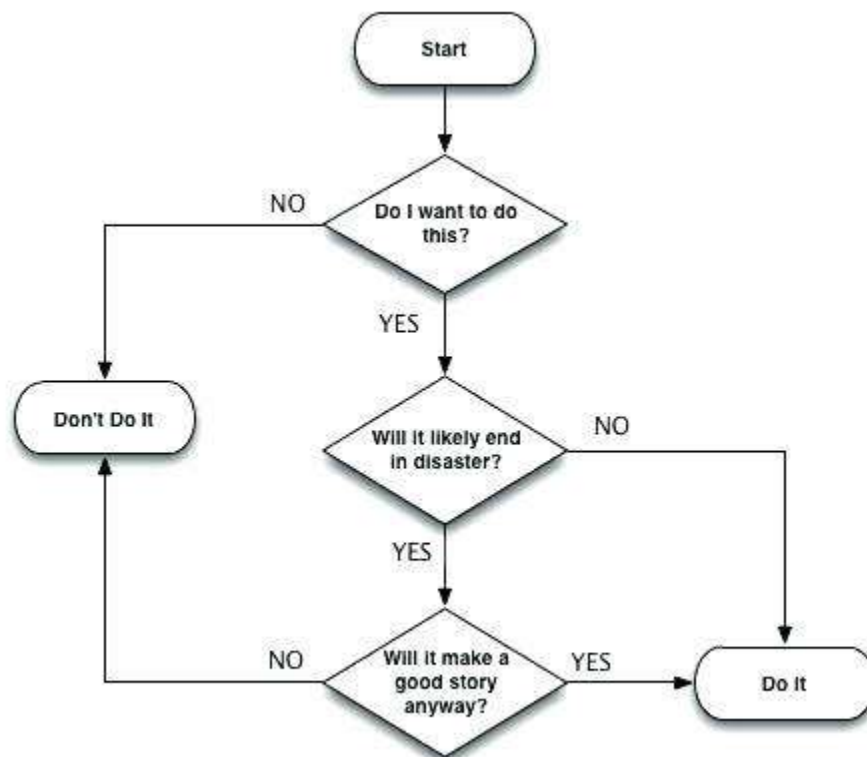 Start
NO
Do I want to do
this?
YES
Don't Do It
Will it likely end
in disaster?
NO
YES
NO
Will it make a
good story
anyway?
YES
Do It